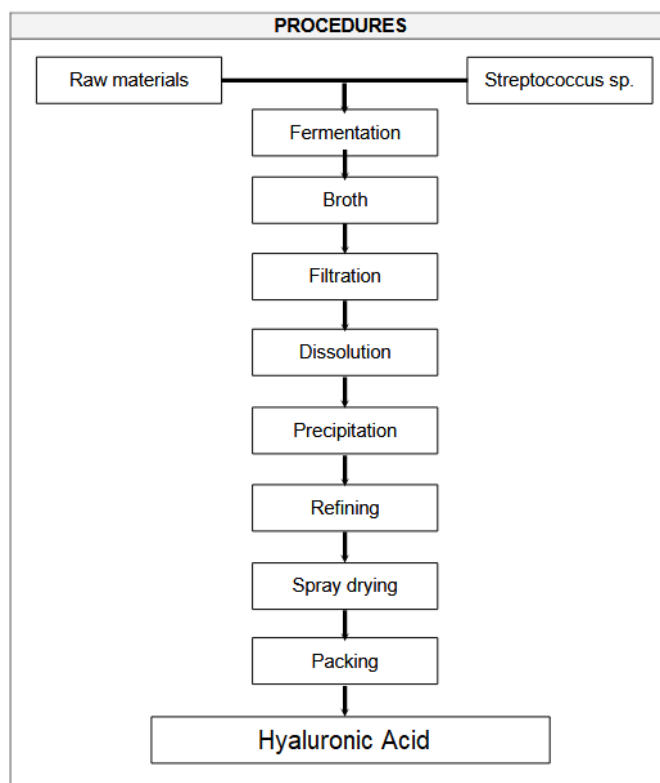 PROCEDURES
Raw materials
Streptococcus sp.
Fermentation
Broth
Filtration
Dissolution
Precipitation
Refining
Spray drying
Packing
Hyaluronic Acid